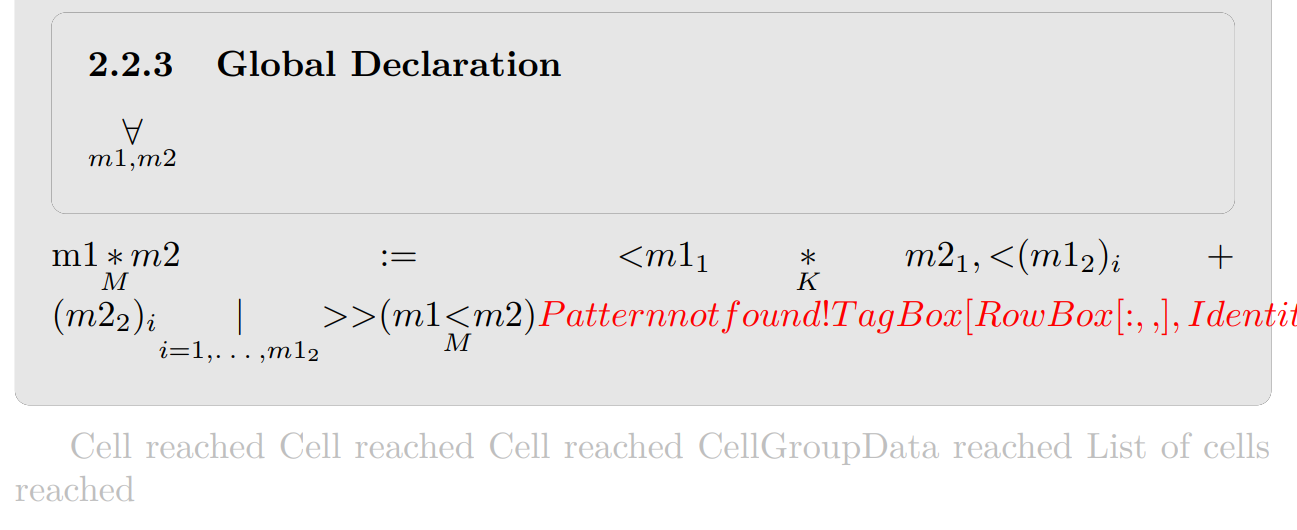 2.2.3 Global Declaration
∀
m1,m2
m1 * m2 := <m1₁ * m2₁, <(m1₂)ᵢ +
M K
(m2₂)ᵢ | >>(m1<m2)Patternnotfound!TagBox[RowBox[:, ,], Identit
i=1,...,m1₂ M
Cell reached Cell reached Cell reached CellGroupData reached List of cells
reached